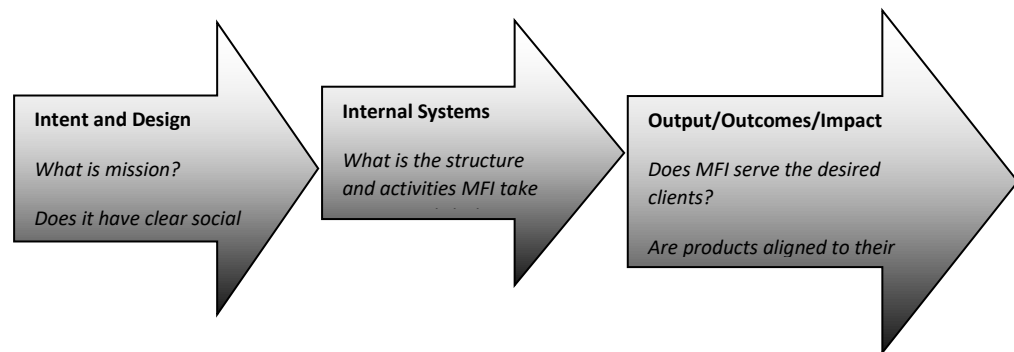 Intent and Design
What is mission?
Does it have clear social
Internal Systems
What is the structure
and activities MFI take
Output/Outcomes/Impact
Does MFI serve the desired
clients?
Are products aligned to their